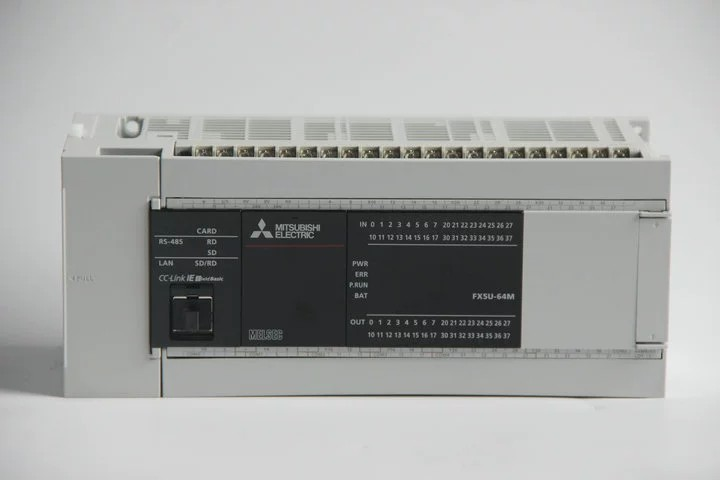 CARD
RS-485 RD
SD
LAN SD/RD
CC-Link IE Field Basic
MITSUBISHI
ELECTRIC
MELSEC
IN 0 1 2 3 4 5 6 7 20 21 22 23 24 25 26 27
10 11 12 13 14 15 16 17 30 31 32 33 34 35 36 37
PWR
ERR
P.RUN
BAT
FX5U-64M
OUT 0 1 2 3 4 5 6 7 20 21 22 23 24 25 26 27
10 11 12 13 14 15 16 17 30 31 32 33 34 35 36 37